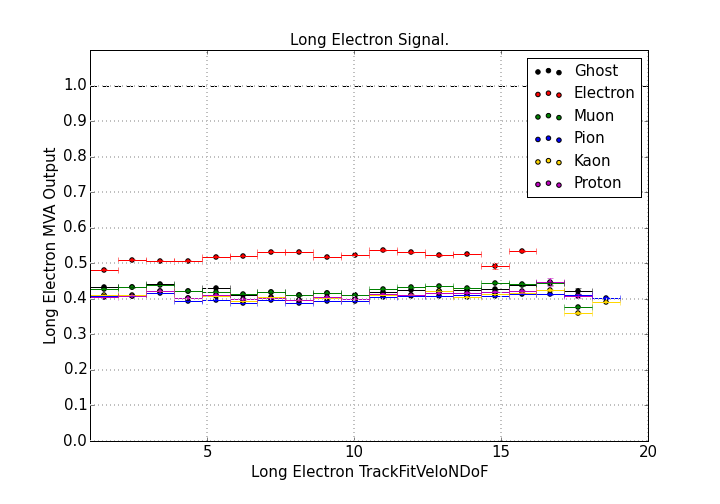 Long Electron Signal.
1.0
0.9
0.8
0.7
0.6
0.5
0.4
0.3
0.2
0.1
0.0
Long Electron MVA Output
Ghost
Electron
Muon
Pion
Kaon
Proton
5
10
15
20
Long Electron TrackFitVeloNDoF